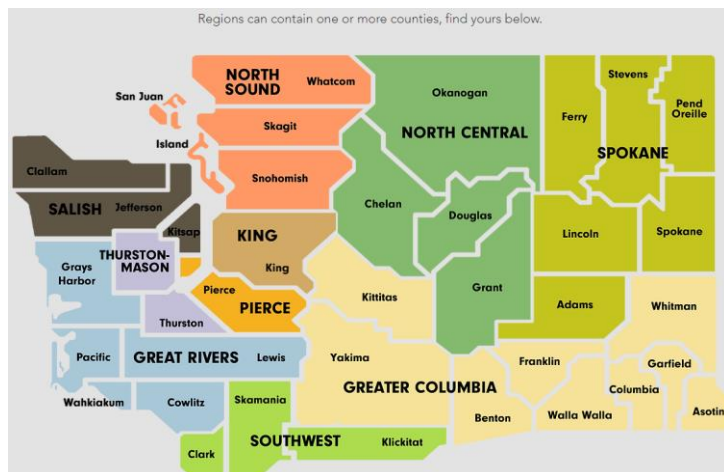 Regions can contain one or more counties, find yours below.
NORTH
SOUND
Whatcom
San Juan
Skagit
Island
Snohomish
Okanogan
NORTH CENTRAL
Chelan
Douglas
Grant
Ferry
Stevens
Pend
Oreille
SPOKANE
Lincoln
Spokane
Adams
Clallam
SALISH
Jefferson
Kitsap
KING
King
THURSTON-
MASON
Thurston
Pierce
PIERCE
Grays
Harbor
Pacific
GREAT RIVERS
Lewis
Wahkiakum
Cowlitz
Kittitas
Yakima
GREATER COLUMBIA
Benton
Franklin
Walla Walla
Columbia
Garfield
Whitman
Asotin
Skamania
SOUTHWEST
Klickitat
Clark